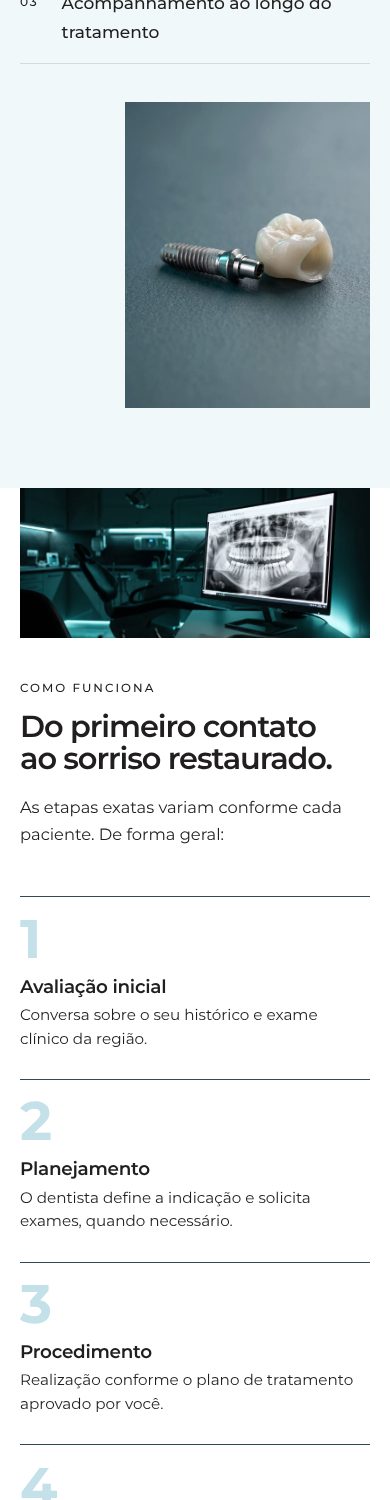 03
Acompanhamento ao longo do
tratamento
COMO FUNCIONA
Do primeiro contato
ao sorriso restaurado.
As etapas exatas variam conforme cada
paciente. De forma geral:
1
Avaliação inicial
Conversa sobre o seu histórico e exame
clínico da região.
2
Planejamento
O dentista define a indicação e solicita
exames, quando necessário.
3
Procedimento
Realização conforme o plano de tratamento
aprovado por você.
4